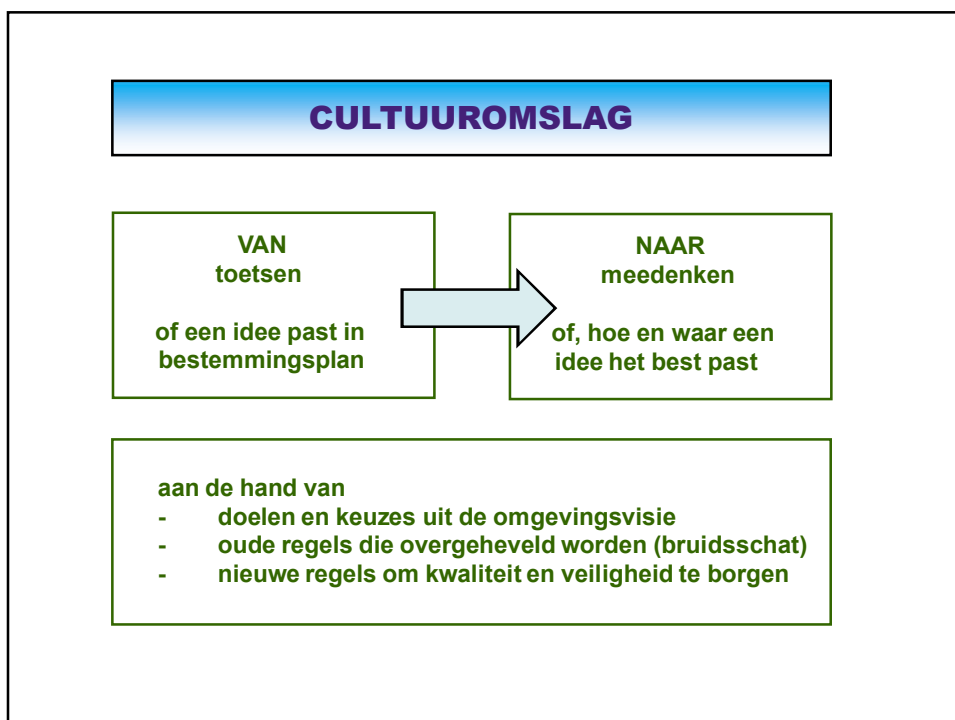 CULTUUROMSLAG
VAN
toetsen
of een idee past in
bestemmingsplan
NAAR
meedenken
of, hoe en waar een
idee het best past
aan de hand van
- doelen en keuzes uit de omgevingsvisie
- oude regels die overgeheveld worden (bruidsschat)
- nieuwe regels om kwaliteit en veiligheid te borgen